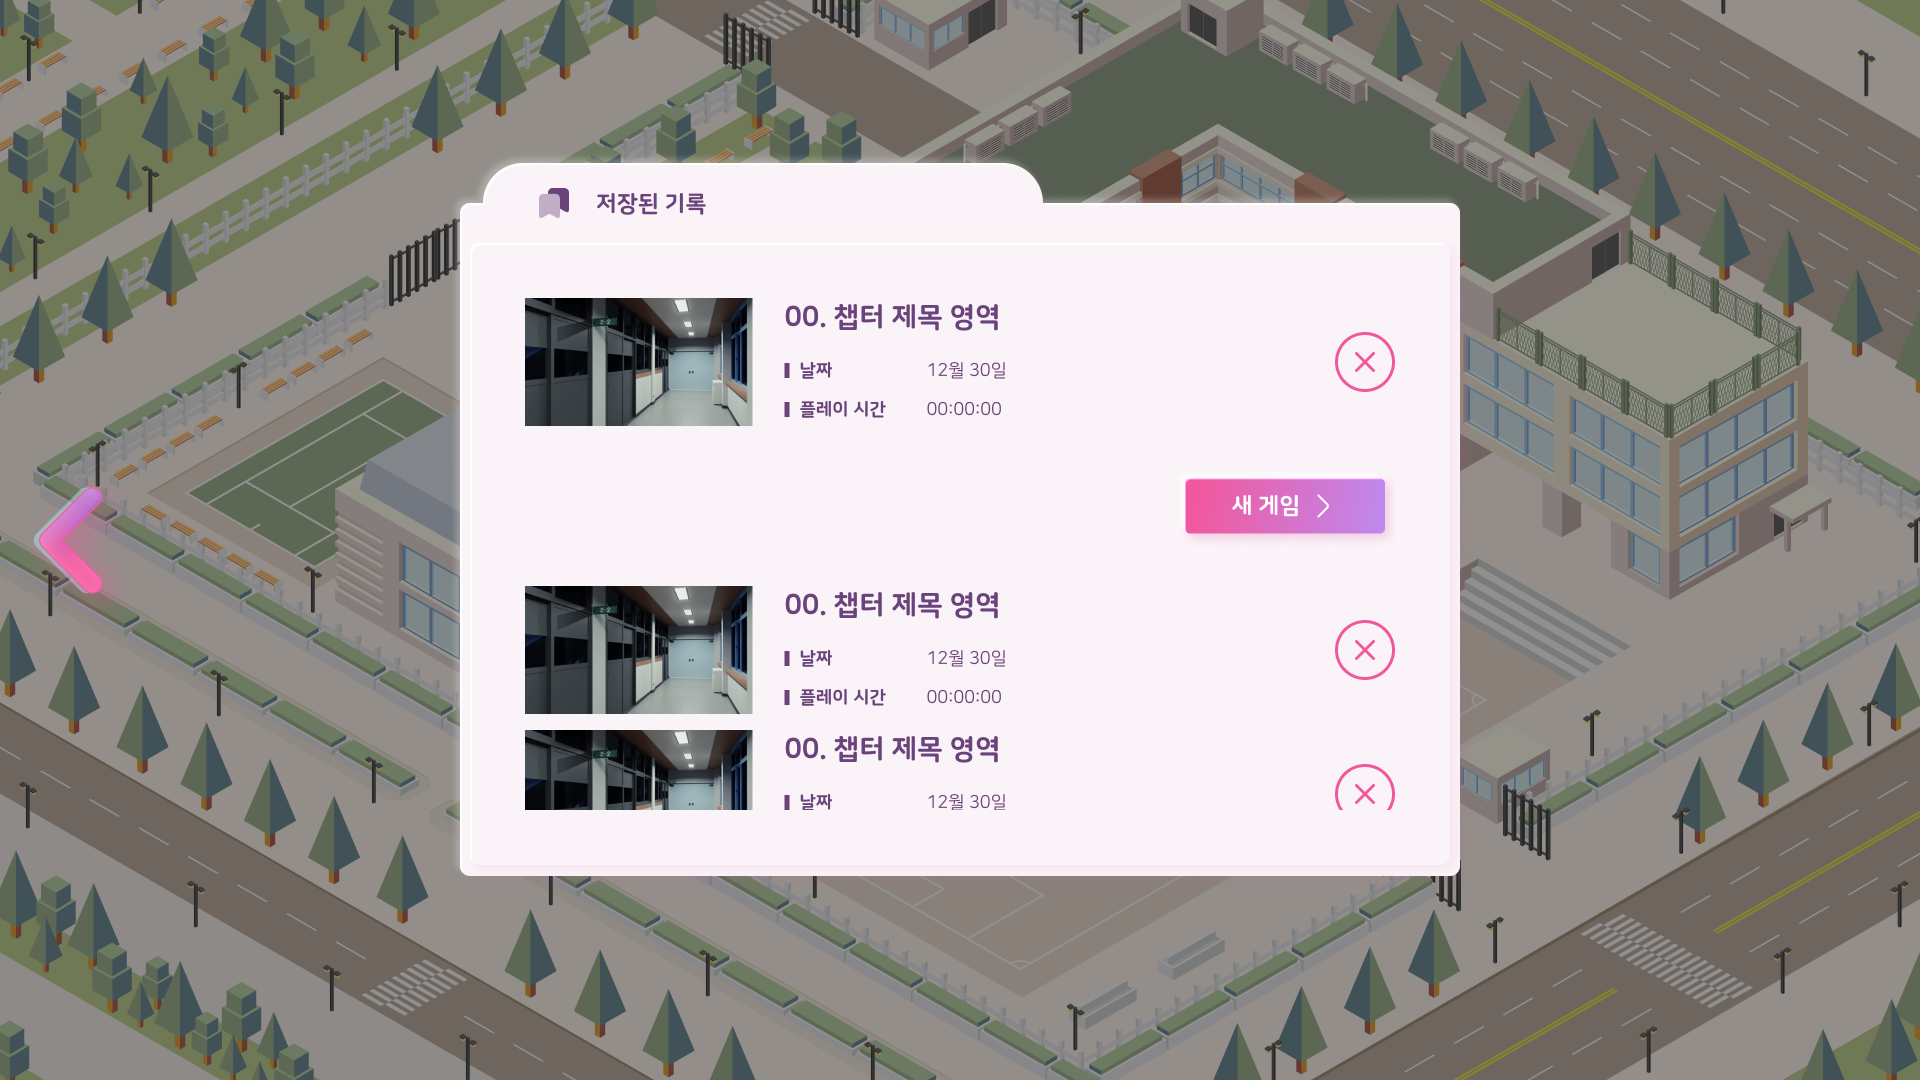 저장된 기록
00. 챕터 제목 영역
날짜 12월 30일
플레이 시간 00:00:00
새 게임
00. 챕터 제목 영역
날짜 12월 30일
플레이 시간 00:00:00
00. 챕터 제목 영역
날짜 12월 30일